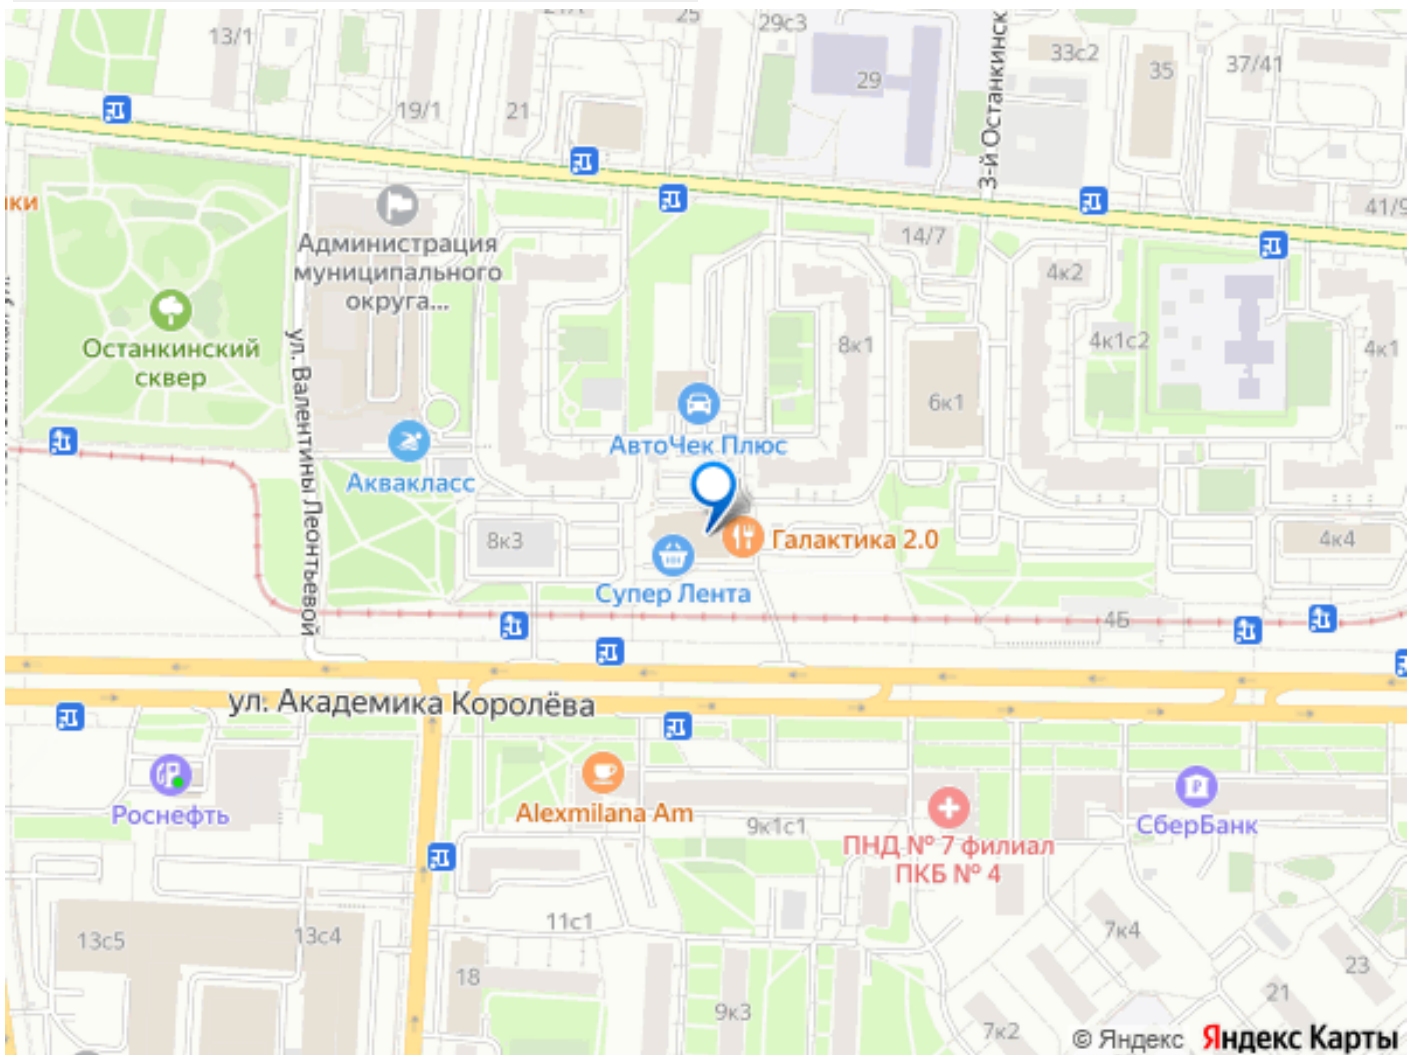 13/1
25
29с3
29
3-й Останкинск
33с2
35
37/41
19/1
21
ки
Администрация
муниципального
округа...
14/7
4к2
41/9
Останкинский
сквер
ул. Валентины Леонтьевой
8к1
4к1с2
4к1
6к1
АвтоЧек Плюс
Аквакласс
8к3
Галактика 2.0
4к4
Супер Лента
4Б
ул. Академика Королёва
Роснефть
Alexmilana Am
9к1с1
ПНД № 7 филиал
ПКБ № 4
СберБанк
P
13с5
13с4
11с1
18
9к3
7к4
23
21
7к2
© Яндекс Яндекс Карты